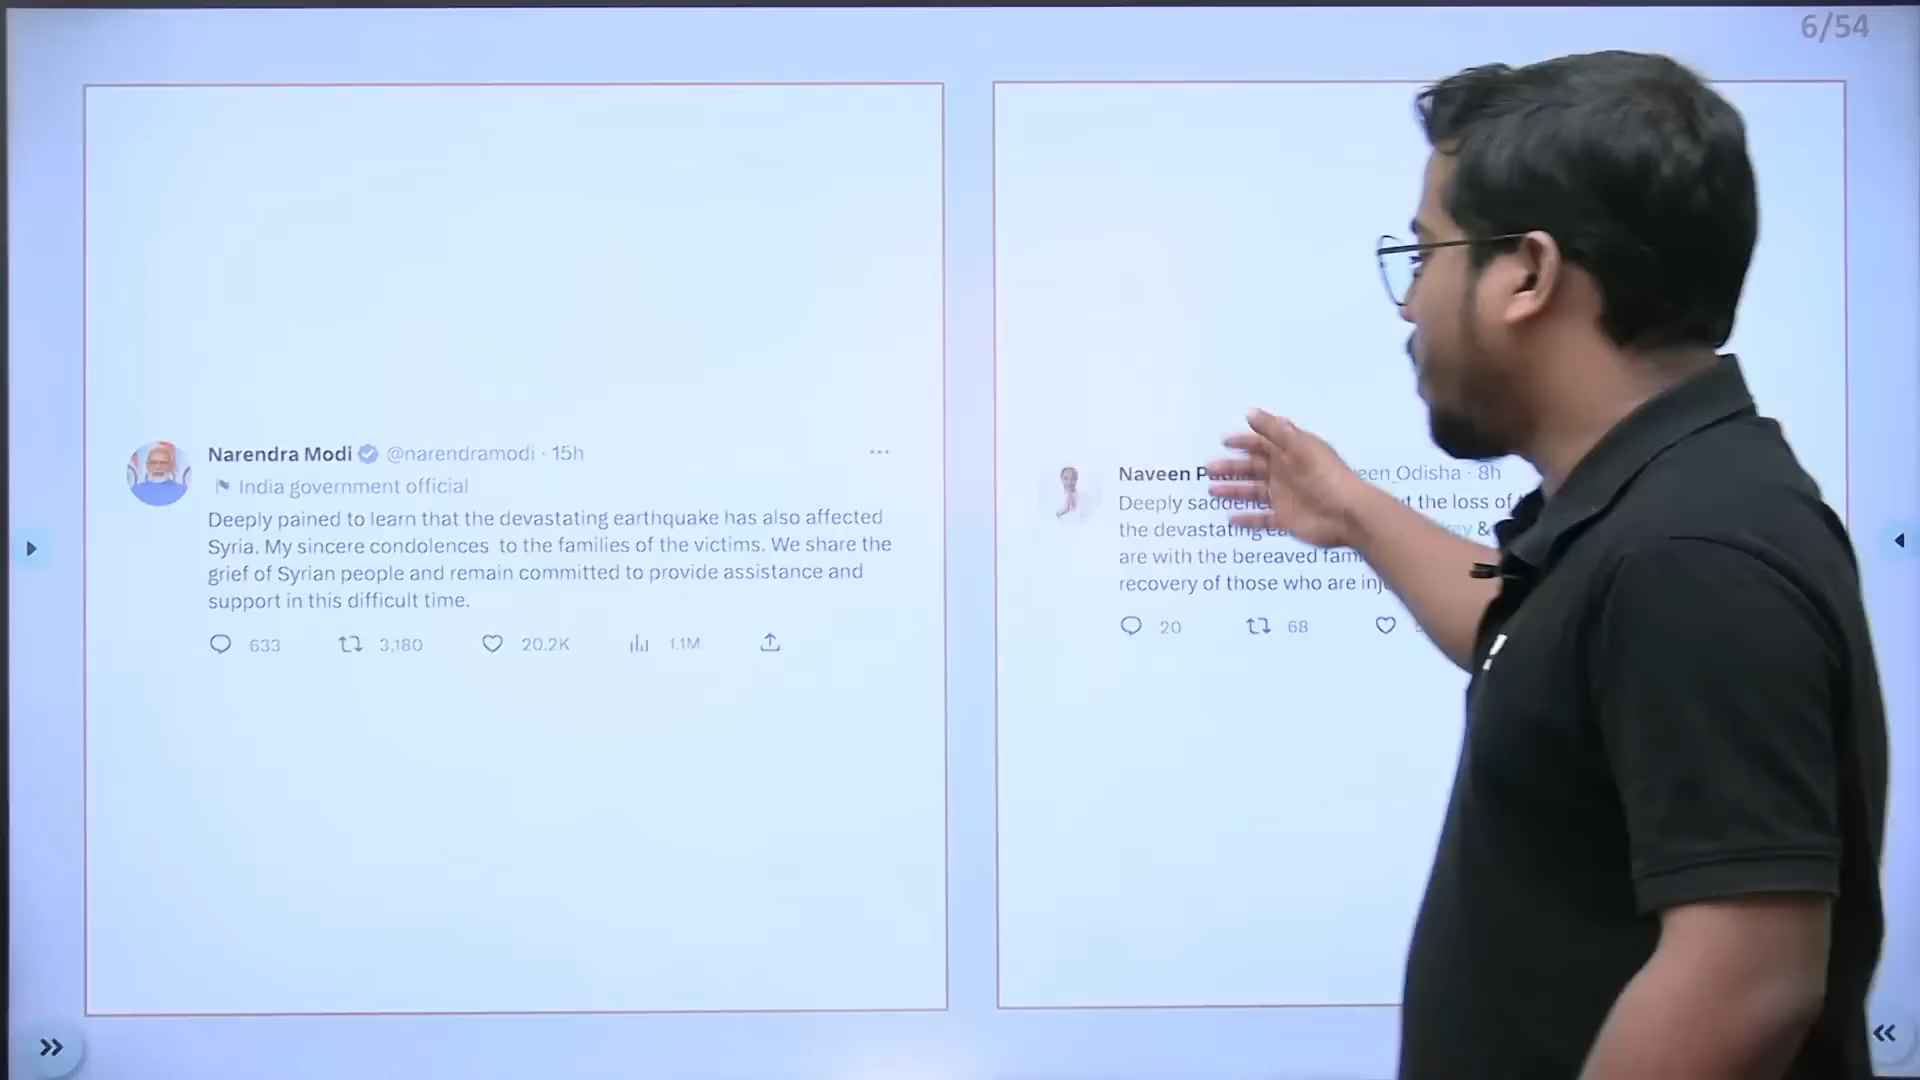 6/54
Narendra Modi @narendramodi · 15h
India government official
Deeply pained to learn that the devastating earthquake has also affected
Syria. My sincere condolences to the families of the victims. We share the
grief of Syrian people and remain committed to provide assistance and
support in this difficult time.
633 3,180 20.2K 1.1M
Naveen een_Odisha · 8h
Deeply the loss of
the devastating &
are with the bereaved
recovery of those who are
20 68